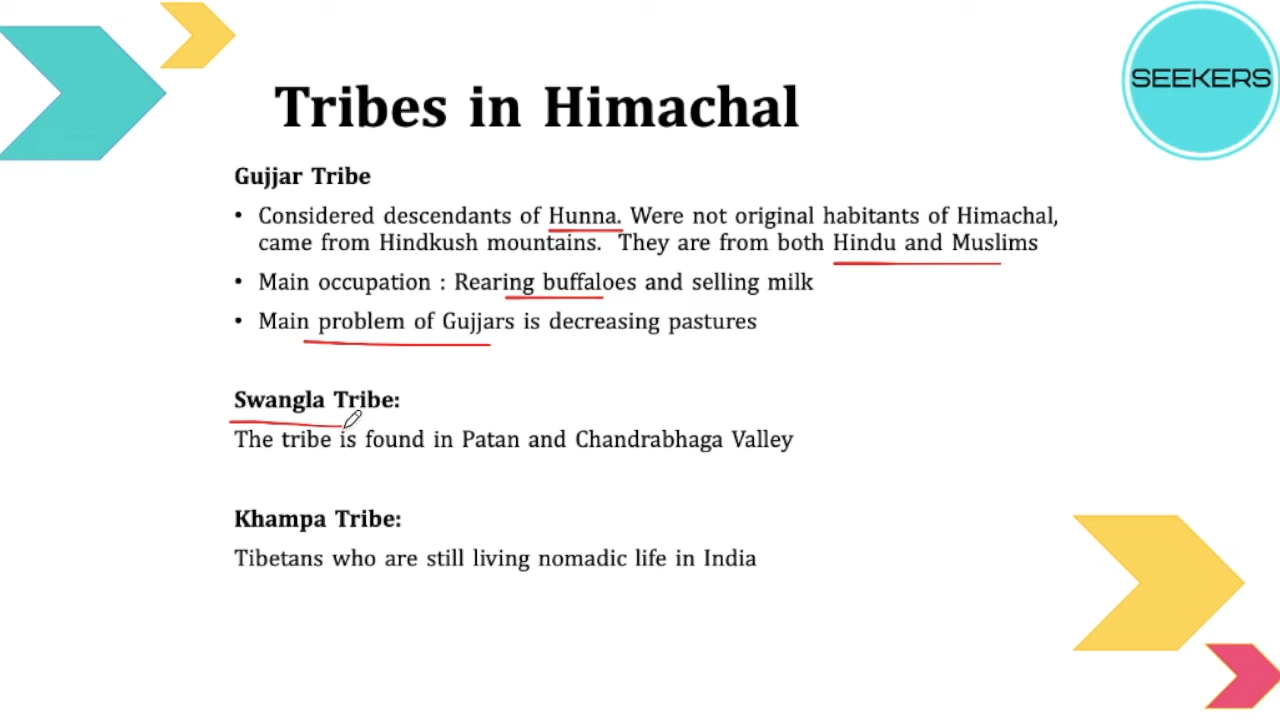 SEEKERS
Tribes in Himachal
Gujjar Tribe
• Considered descendants of Hunna. Were not original habitants of Himachal,
came from Hindkush mountains. They are from both Hindu and Muslims
• Main occupation : Rearing buffaloes and selling milk
• Main problem of Gujjars is decreasing pastures
Swangla Tribe:
The tribe is found in Patan and Chandrabhaga Valley
Khampa Tribe:
Tibetans who are still living nomadic life in India